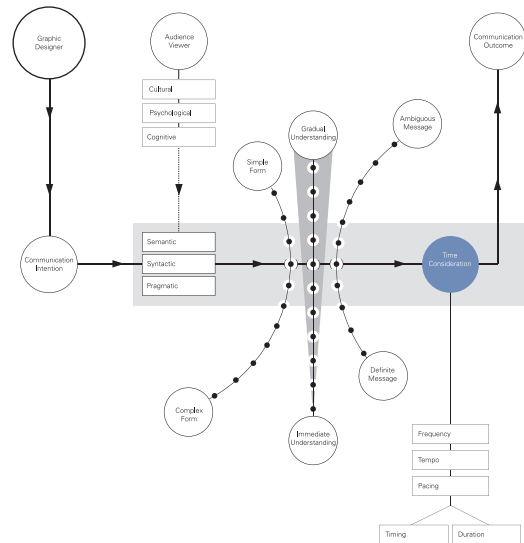 Graphic
Designer
Audience
Viewer
Communication
Outcome
Cultural
Psychological
Cognitive
Gradual
Understanding
Ambiguous
Message
Simple
Form
Communication
Intention
Semantic
Syntactic
Pragmatic
Time
Consideration
Complex
Form
Definite
Message
Immediate
Understanding
Frequency
Tempo
Pacing
Timing
Duration